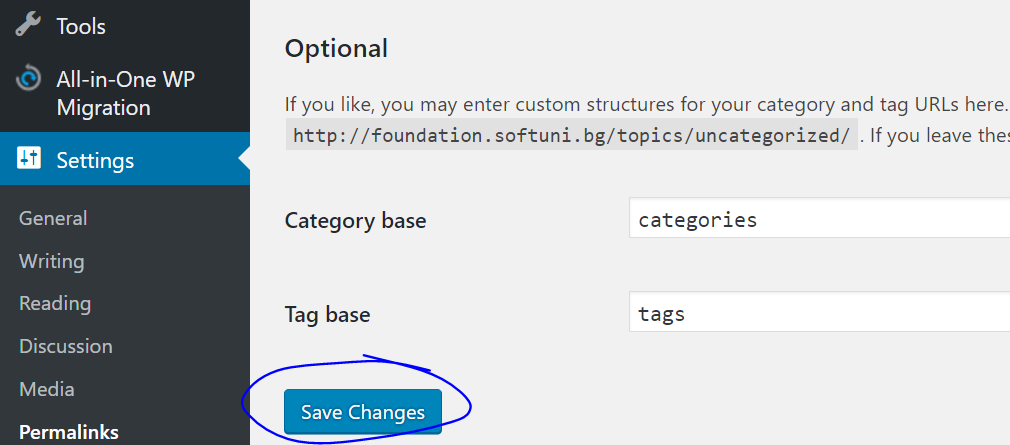 Tools
All-in-One WP
Migration
Settings
General
Writing
Reading
Discussion
Media
Permalinks
Optional
If you like, you may enter custom structures for your category and tag URLs here.
http://foundation.softuni.bg/topics/uncategorized/ . If you leave
Category base
categories
Tag base
tags
Save Changes